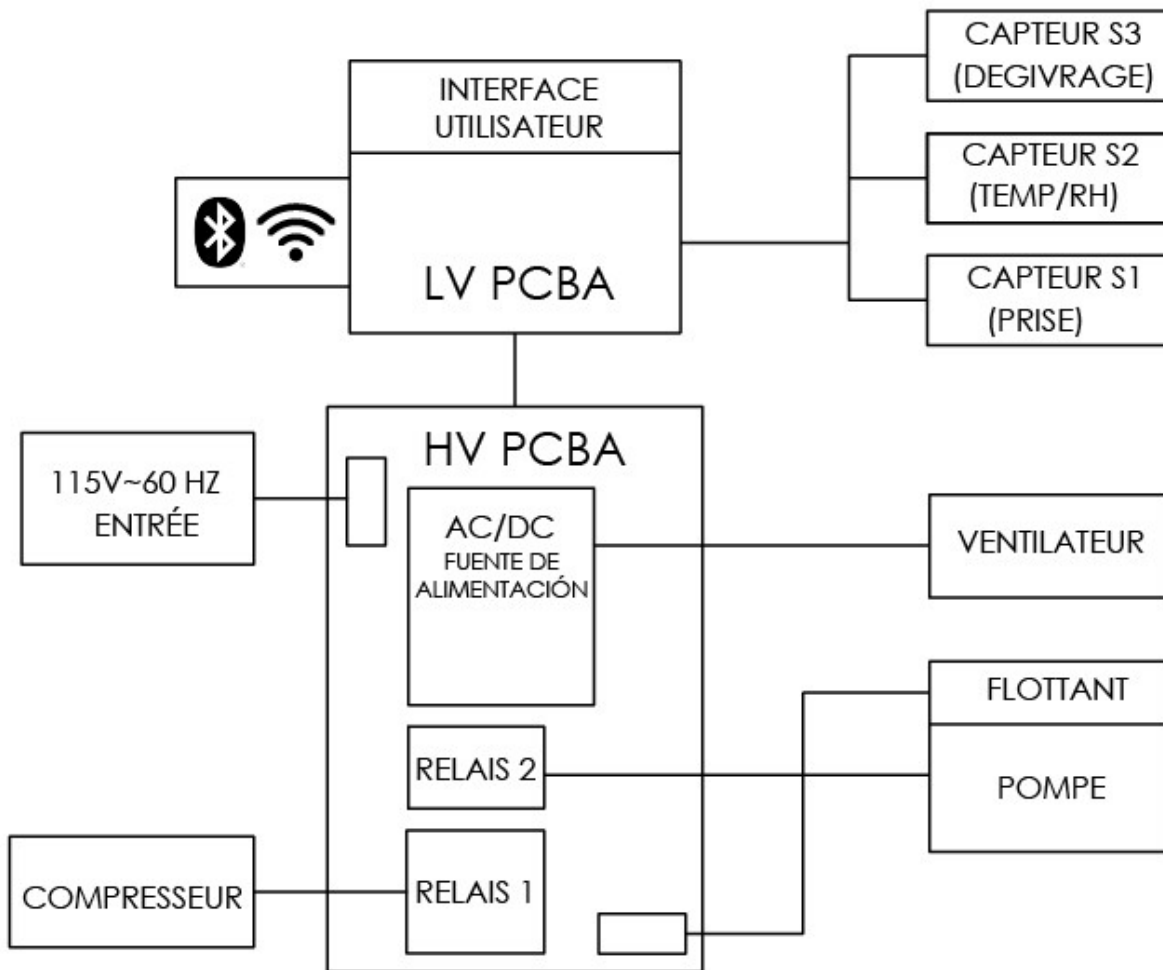 CAPTEUR S3
(DEGIVRAGE)
INTERFACE
UTILISATEUR
CAPTEUR S2
(TEMP/RH)
LV PCBA
CAPTEUR S1
(PRISE)
HV PCBA
115V~60 HZ
ENTRÉE
AC/DC
FUENTE DE
ALIMENTACIÓN
VENTILATEUR
FLOTTANT
RELAIS 2
POMPE
COMPRESSEUR
RELAIS 1